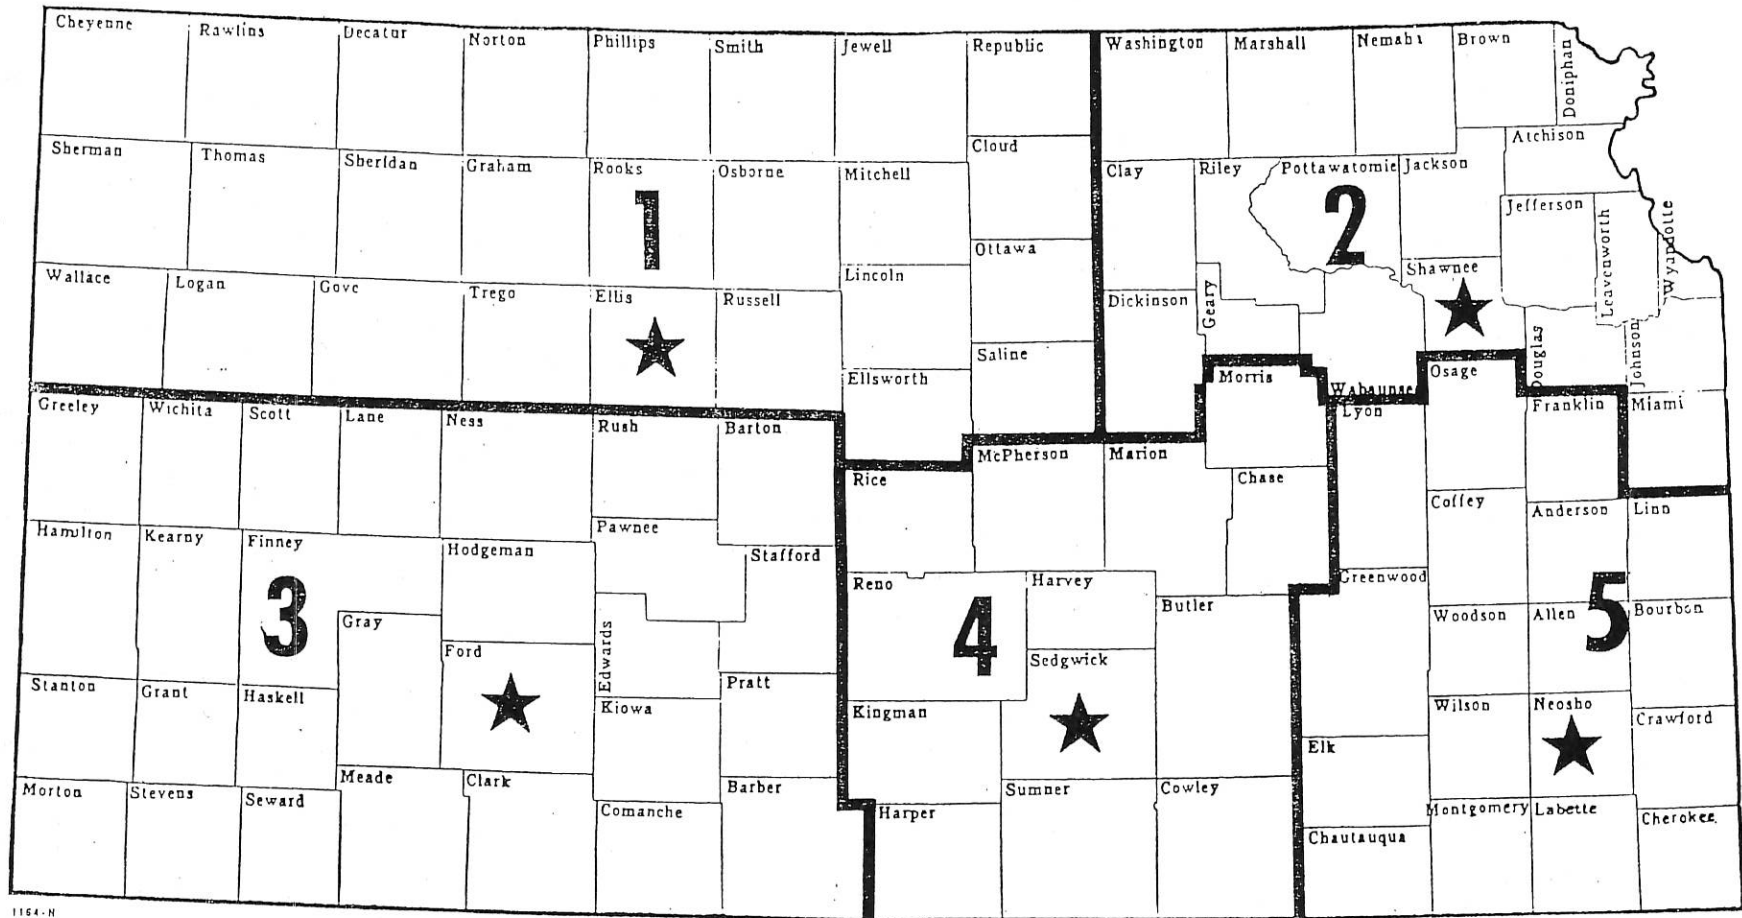 Cheyenne Rawlins Decatur Norton Phillips Smith Jewell Republic Washington Marshall Nemaha Brown Doniphan
Atchison
Cloud
Sherman Thomas Sheridan Graham Rooks Osborne Mitchell Clay Riley Pottawatomie Jackson
1 2
Jefferson Leavenworth Wyandotte
Ottawa
Wallace Logan Gove Trego Ellis Russell Lincoln Dickinson Geary Shawnee
Saline Douglas Johnson
Ellsworth Morris Wabaunsee Osage
Greeley Wichita Scott Lane Ness Rush Barton Lyon Franklin Miami
McPherson Marion
Rice Chase
Coffey Anderson Linn
Hamilton Kearny Finney Hodgeman Pawnee Stafford
3 4 5
Reno Harvey Butler Greenwood
Gray Edwards Woodson Allen Bourbon
Ford Sedgwick
Stanton Grant Haskell Kiowa Pratt Kingman Wilson Neosho Crawford
Elk
Morton Stevens Seward Meade Clark Comanche Barber Harper Sumner Cowley Chautauqua Montgomery Labette Cherokee
1164-N